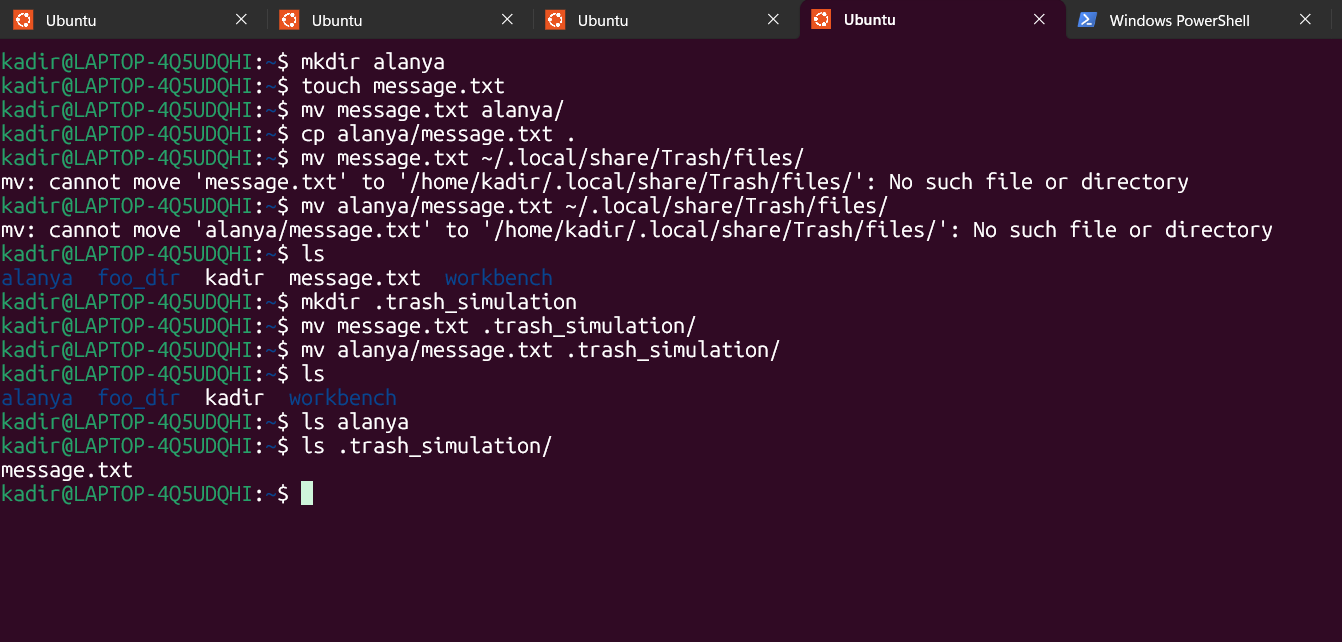 Ubuntu Ubuntu Ubuntu Ubuntu Windows PowerShell
kadir@LAPTOP-4Q5UDQHI:~$ mkdir alanya
kadir@LAPTOP-4Q5UDQHI:~$ touch message.txt
kadir@LAPTOP-4Q5UDQHI:~$ mv message.txt alanya/
kadir@LAPTOP-4Q5UDQHI:~$ cp alanya/message.txt .
kadir@LAPTOP-4Q5UDQHI:~$ mv message.txt ~/.local/share/Trash/files/
mv: cannot move 'message.txt' to '/home/kadir/.local/share/Trash/files/': No such file or directory
kadir@LAPTOP-4Q5UDQHI:~$ mv alanya/message.txt ~/.local/share/Trash/files/
mv: cannot move 'alanya/message.txt' to '/home/kadir/.local/share/Trash/files/': No such file or directory
kadir@LAPTOP-4Q5UDQHI:~$ ls
alanya  foo_dir  kadir  message.txt  workbench
kadir@LAPTOP-4Q5UDQHI:~$ mkdir .trash_simulation
kadir@LAPTOP-4Q5UDQHI:~$ mv message.txt .trash_simulation/
kadir@LAPTOP-4Q5UDQHI:~$ mv alanya/message.txt .trash_simulation/
kadir@LAPTOP-4Q5UDQHI:~$ ls
alanya  foo_dir  kadir  workbench
kadir@LAPTOP-4Q5UDQHI:~$ ls alanya
kadir@LAPTOP-4Q5UDQHI:~$ ls .trash_simulation/
message.txt
kadir@LAPTOP-4Q5UDQHI:~$